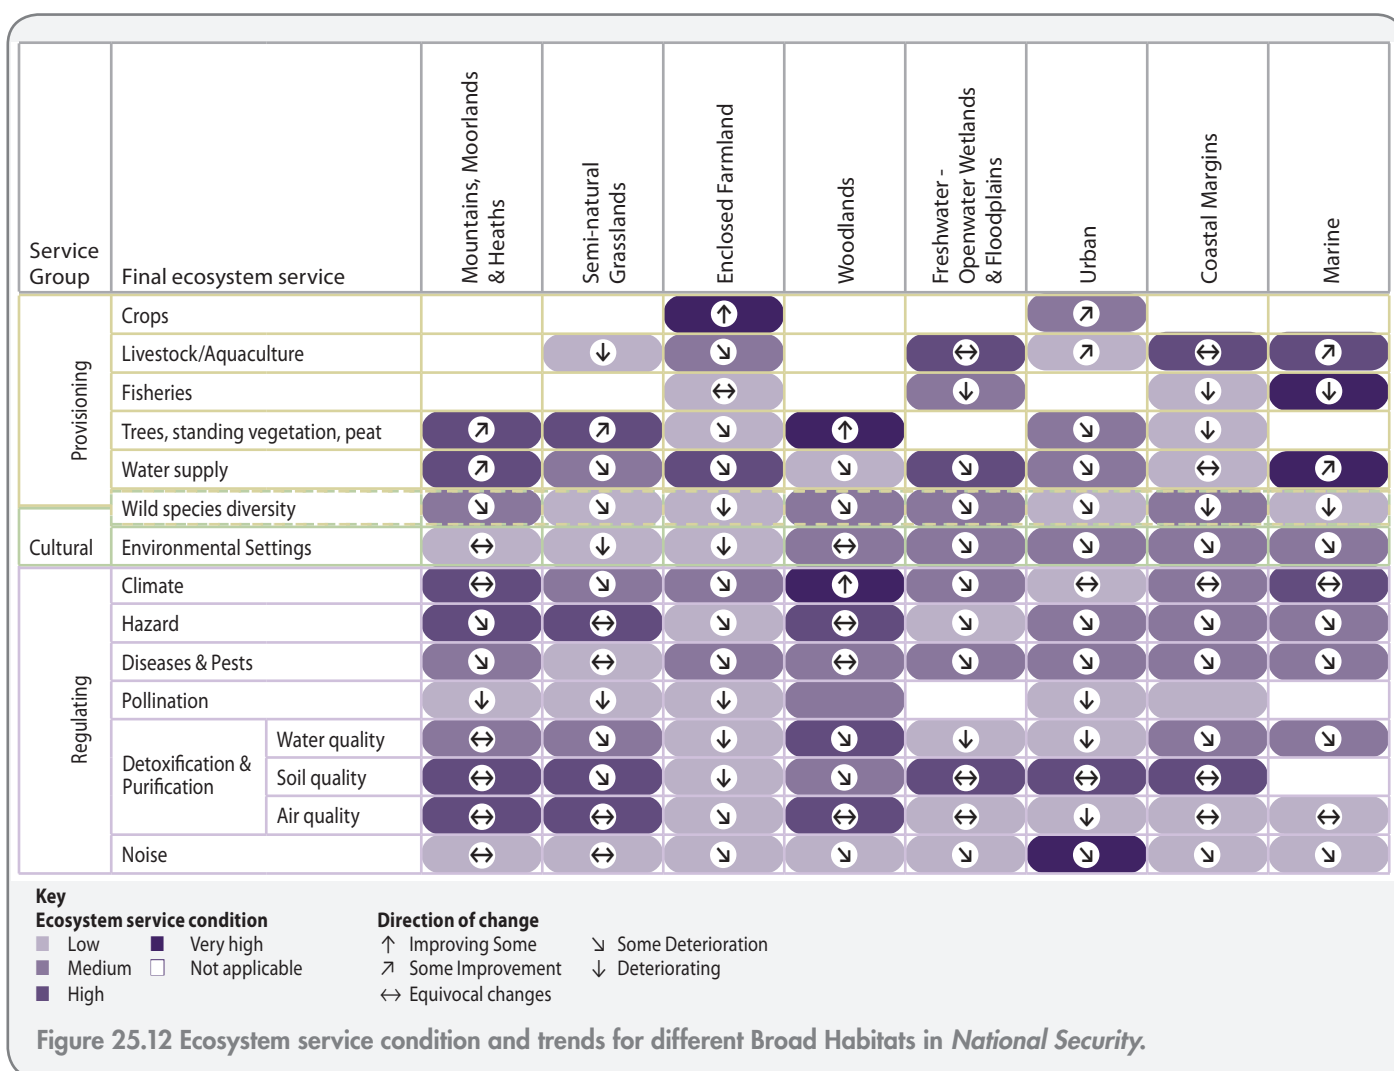 Service
Group
Final ecosystem service
Mountains, Moorlands
& Heaths
Semi-natural
Grasslands
Enclosed Farmland
Woodlands
Freshwater -
Openwater Wetlands
& Floodplains
Urban
Coastal Margins
Marine
Provisioning
Crops
Livestock/Aquaculture
Fisheries
Trees, standing vegetation, peat
Water supply
Wild species diversity
Cultural
Environmental Settings
Regulating
Climate
Hazard
Diseases & Pests
Pollination
Detoxification &
Purification
Water quality
Soil quality
Air quality
Noise
Key
Ecosystem service condition
Low
Very high
Medium
Not applicable
High
Direction of change
↑ Improving Some
↘ Some Deterioration
↗ Some Improvement
↓ Deteriorating
↔ Equivocal changes
Figure 25.12 Ecosystem service condition and trends for different Broad Habitats in National Security.